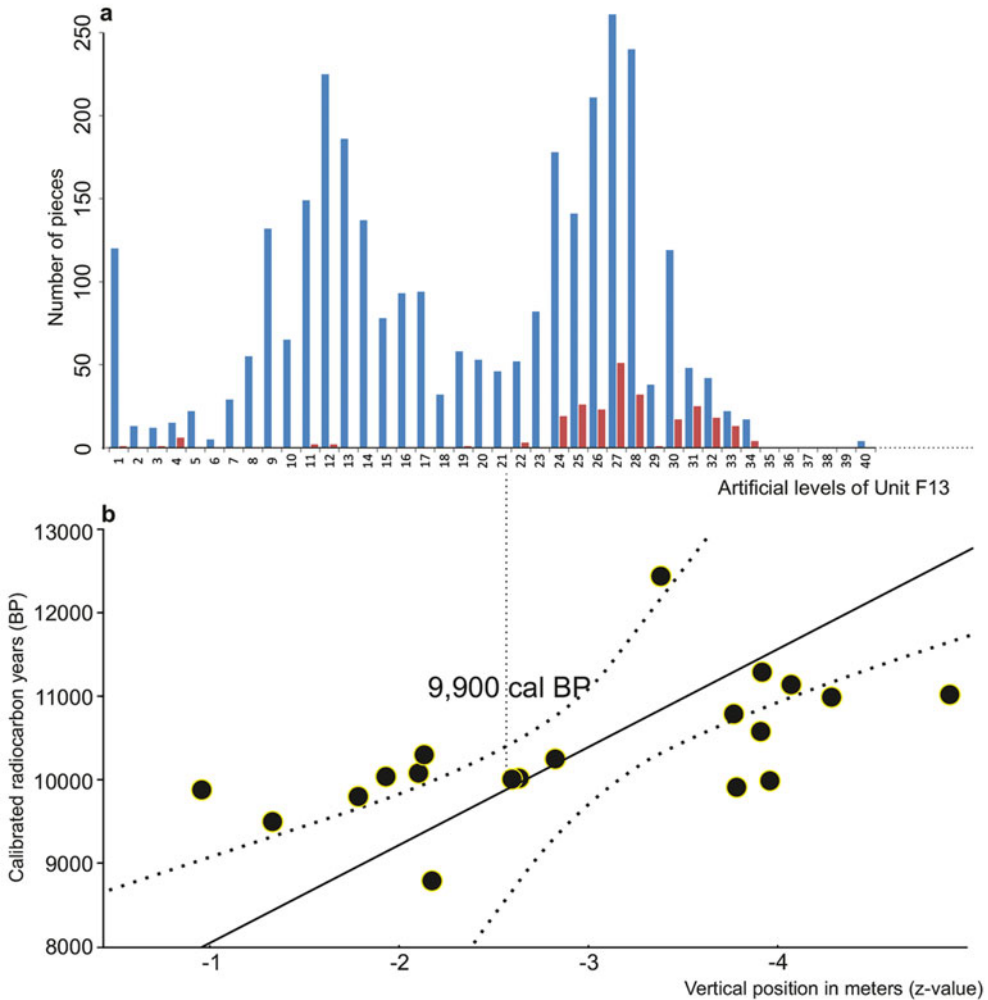 a
250
200
150
100
50
0
Number of pieces
1 2 3 4 5 6 7 8 9 10 11 12 13 14 15 16 17 18 19 20 21 22 23 24 25 26 27 28 29 30 31 32 33 34 35 36 37 38 39 40
Artificial levels of Unit F13
b
13000
12000
11000
10000
9000
8000
Calibrated radiocarbon years (BP)
9,900 cal BP
-1 -2 -3 -4
Vertical position in meters (z-value)